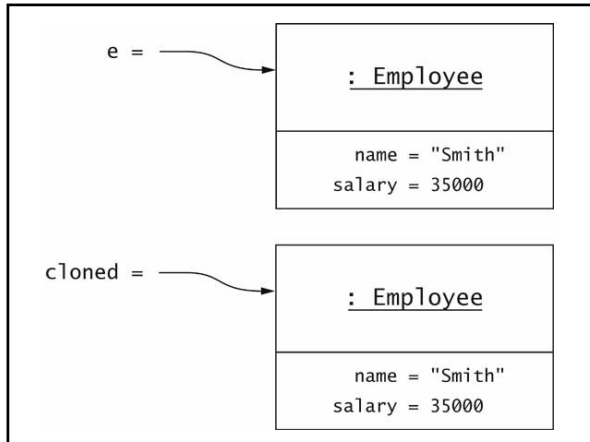 e =
: Employee
name = "Smith"
salary = 35000
cloned =
: Employee
name = "Smith"
salary = 35000